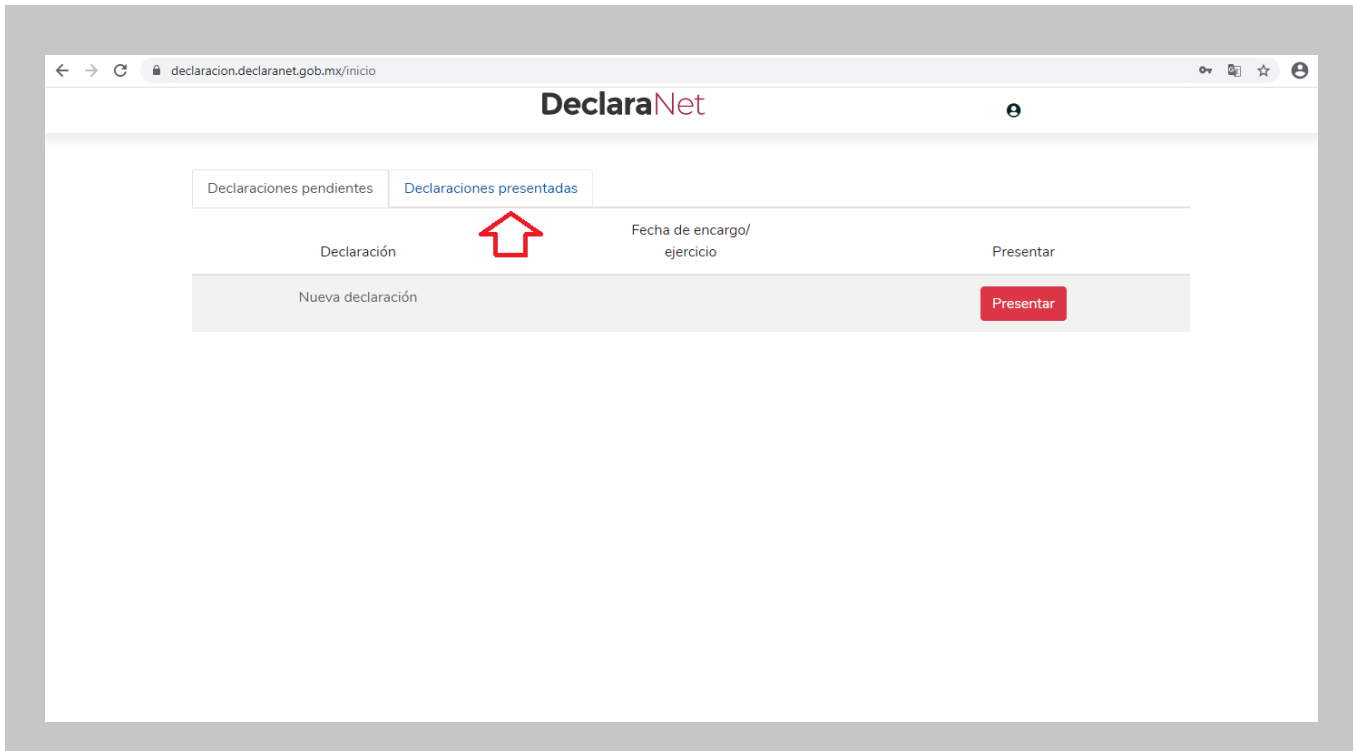 declaracion.declaranet.gob.mx/inicio
DeclaraNet
Declaraciones pendientes Declaraciones presentadas
Fecha de encargo/
Declaración ejercicio Presentar
Nueva declaración Presentar